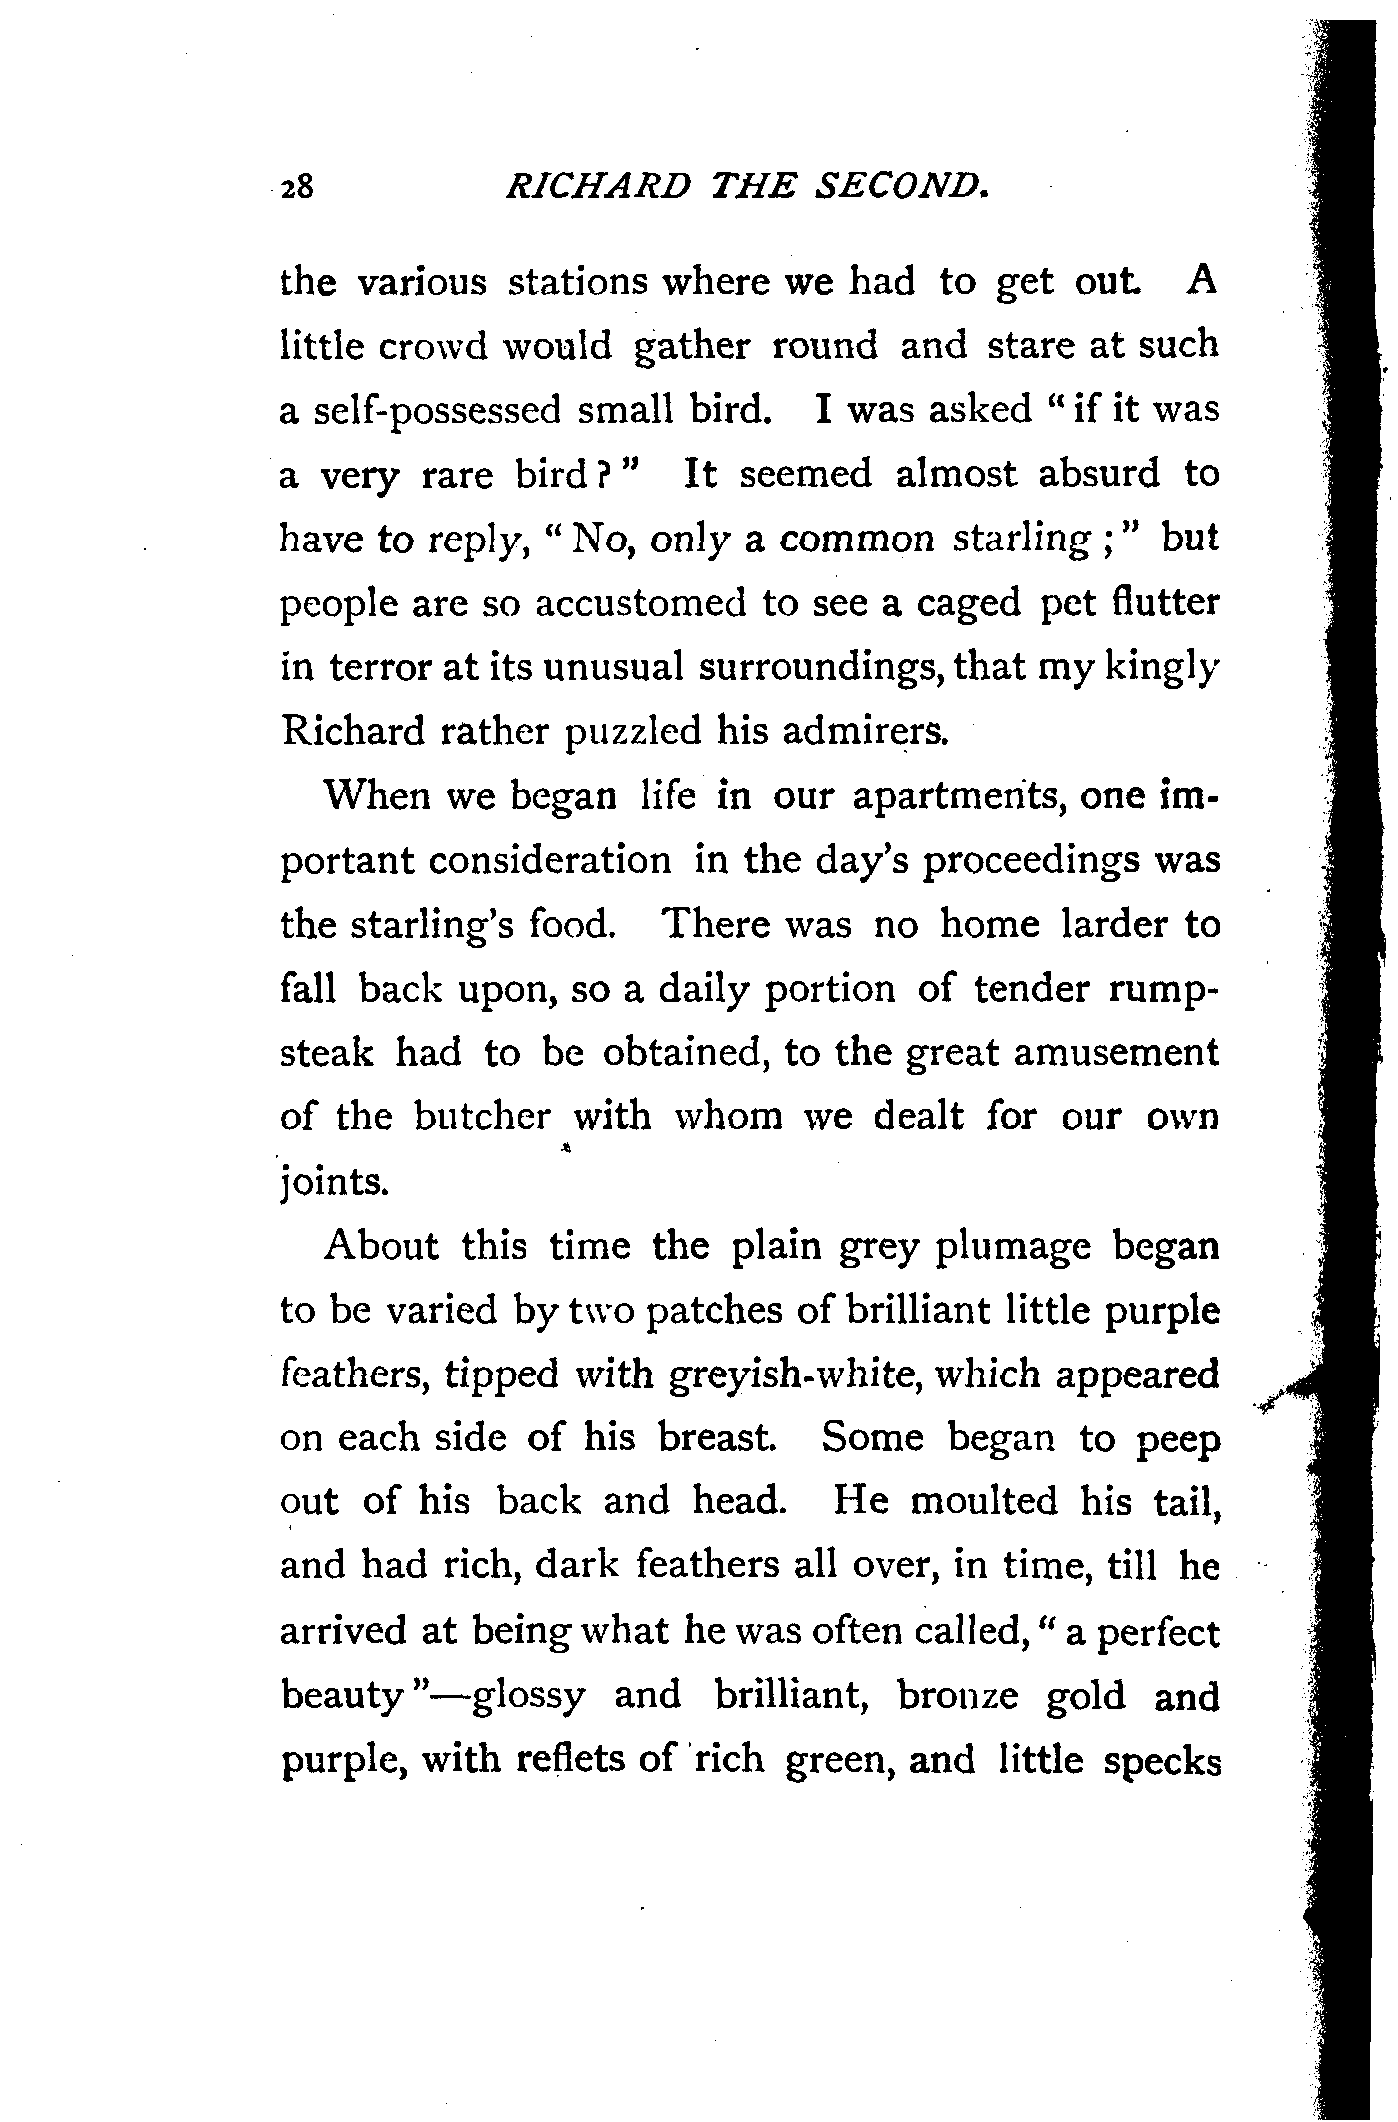 28 RICHARD THE SECOND.
the various stations where we had to get out. A
little crowd would gather round and stare at such
a self-possessed small bird. I was asked “ if it was
a very rare bird ? ” It seemed almost absurd to
have to reply, “ No, only a common starling ; ” but
people are so accustomed to see a caged pet flutter
in terror at its unusual surroundings, that my kingly
Richard rather puzzled his admirers.
When we began life in our apartments, one im-
portant consideration in the day’s proceedings was
the starling’s food. There was no home larder to
fall back upon, so a daily portion of tender rump-
steak had to be obtained, to the great amusement
of the butcher with whom we dealt for our own
joints.
About this time the plain grey plumage began
to be varied by two patches of brilliant little purple
feathers, tipped with greyish-white, which appeared
on each side of his breast. Some began to peep
out of his back and head. He moulted his tail,
and had rich, dark feathers all over, in time, till he
arrived at being what he was often called, “ a perfect
beauty ”—glossy and brilliant, bronze gold and
purple, with reflets of rich green, and little specks